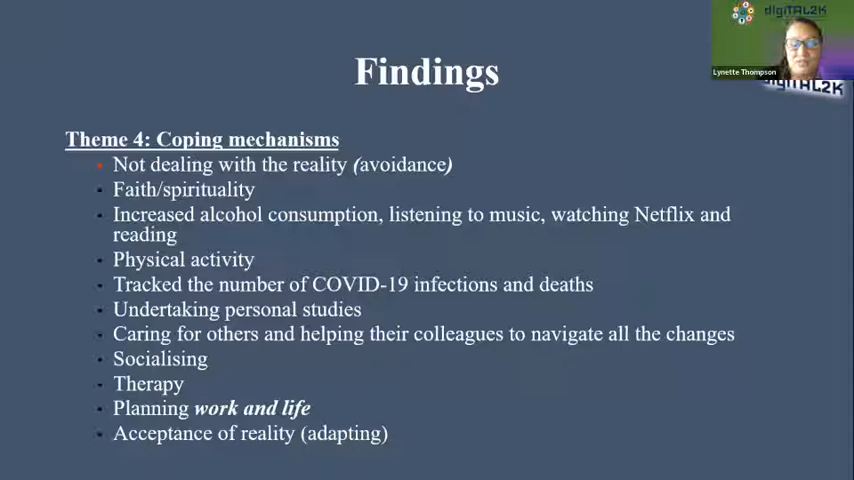 digiTAL2K
Lynette Thompson
digiTAL2K
Findings
Theme 4: Coping mechanisms
• Not dealing with the reality (avoidance)
• Faith/spirituality
• Increased alcohol consumption, listening to music, watching Netflix and
reading
• Physical activity
• Tracked the number of COVID-19 infections and deaths
• Undertaking personal studies
• Caring for others and helping their colleagues to navigate all the changes
• Socialising
• Therapy
• Planning work and life
• Acceptance of reality (adapting)